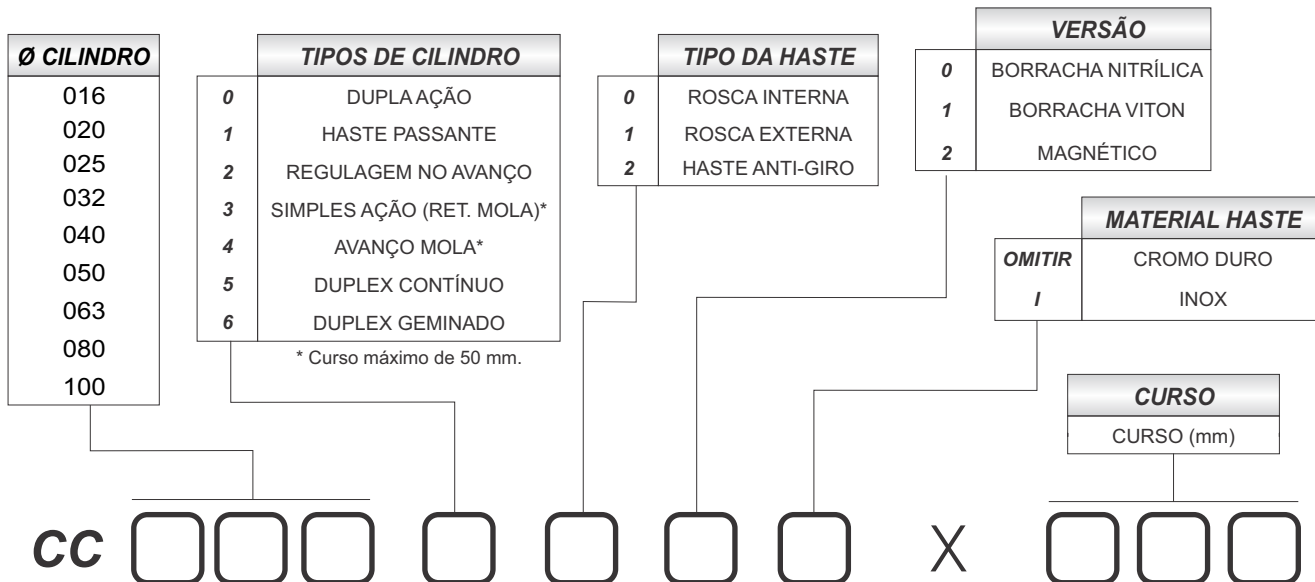 Ø CILINDRO
016
020
025
032
040
050
063
080
100
TIPOS DE CILINDRO
0 DUPLA AÇÃO
1 HASTE PASSANTE
2 REGULAGEM NO AVANÇO
3 SIMPLES AÇÃO (RET. MOLA)*
4 AVANÇO MOLA*
5 DUPLEX CONTÍNUO
6 DUPLEX GEMINADO
* Curso máximo de 50 mm.
TIPO DA HASTE
0 ROSCA INTERNA
1 ROSCA EXTERNA
2 HASTE ANTI-GIRO
VERSÃO
0 BORRACHA NITRÍLICA
1 BORRACHA VITON
2 MAGNÉTICO
MATERIAL HASTE
OMITIR CROMO DURO
I INOX
CURSO
CURSO (mm)
CC X